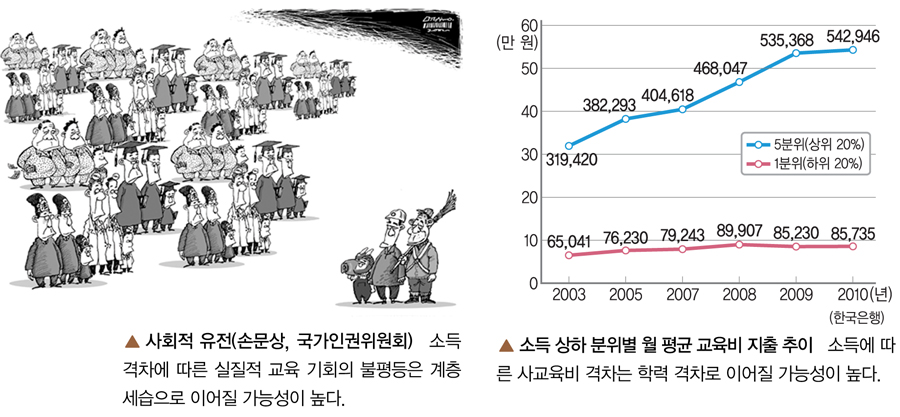 ▲ 사회적 유전(손문상, 국가인권위원회) 소득
격차에 따른 실질적 교육 기회의 불평등은 계층
세습으로 이어질 가능성이 높다.
60
(만 원)
50
40
30
20
10
0
535,368
542,946
468,047
404,618
382,293
319,420
5분위(상위 20%)
1분위(하위 20%)
65,041
76,230
79,243
89,907
85,230
85,735
2003 2005 2007 2008 2009 2010(년)
(한국은행)
▲ 소득 상하 분위별 월 평균 교육비 지출 추이 소득에 따
른 사교육비 격차는 학력 격차로 이어질 가능성이 높다.